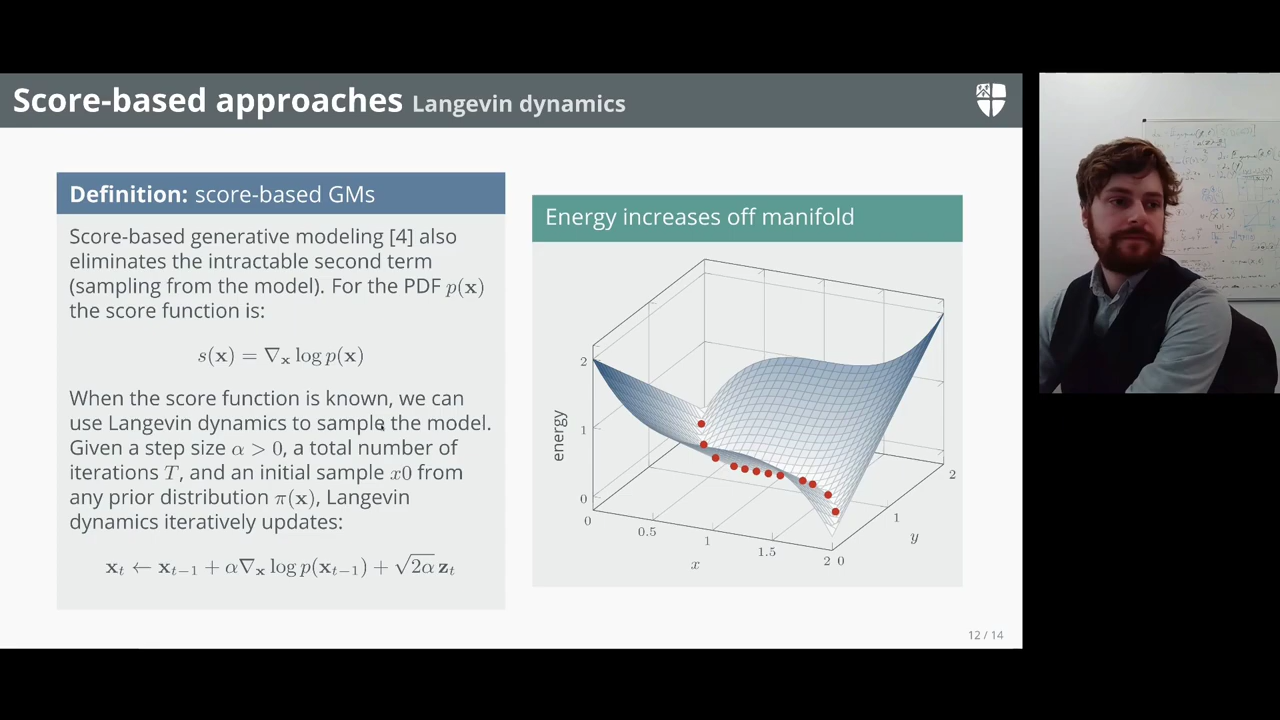 Score-based approaches Langevin dynamics
Definition: score-based GMs
Score-based generative modeling [4] also
eliminates the intractable second term
(sampling from the model). For the PDF p(x)
the score function is:
s(x) = ∇ₓ log p(x)
When the score function is known, we can
use Langevin dynamics to sample the model.
Given a step size α > 0, a total number of
iterations T, and an initial sample x0 from
any prior distribution π(x), Langevin
dynamics iteratively updates:
xₜ ← xₜ₋₁ + α∇ₓ log p(xₜ₋₁) + √2α zₜ
Energy increases off manifold
energy
2
1
0
0
0.5
1
1.5
2
x
0
1
2
y
12 / 14